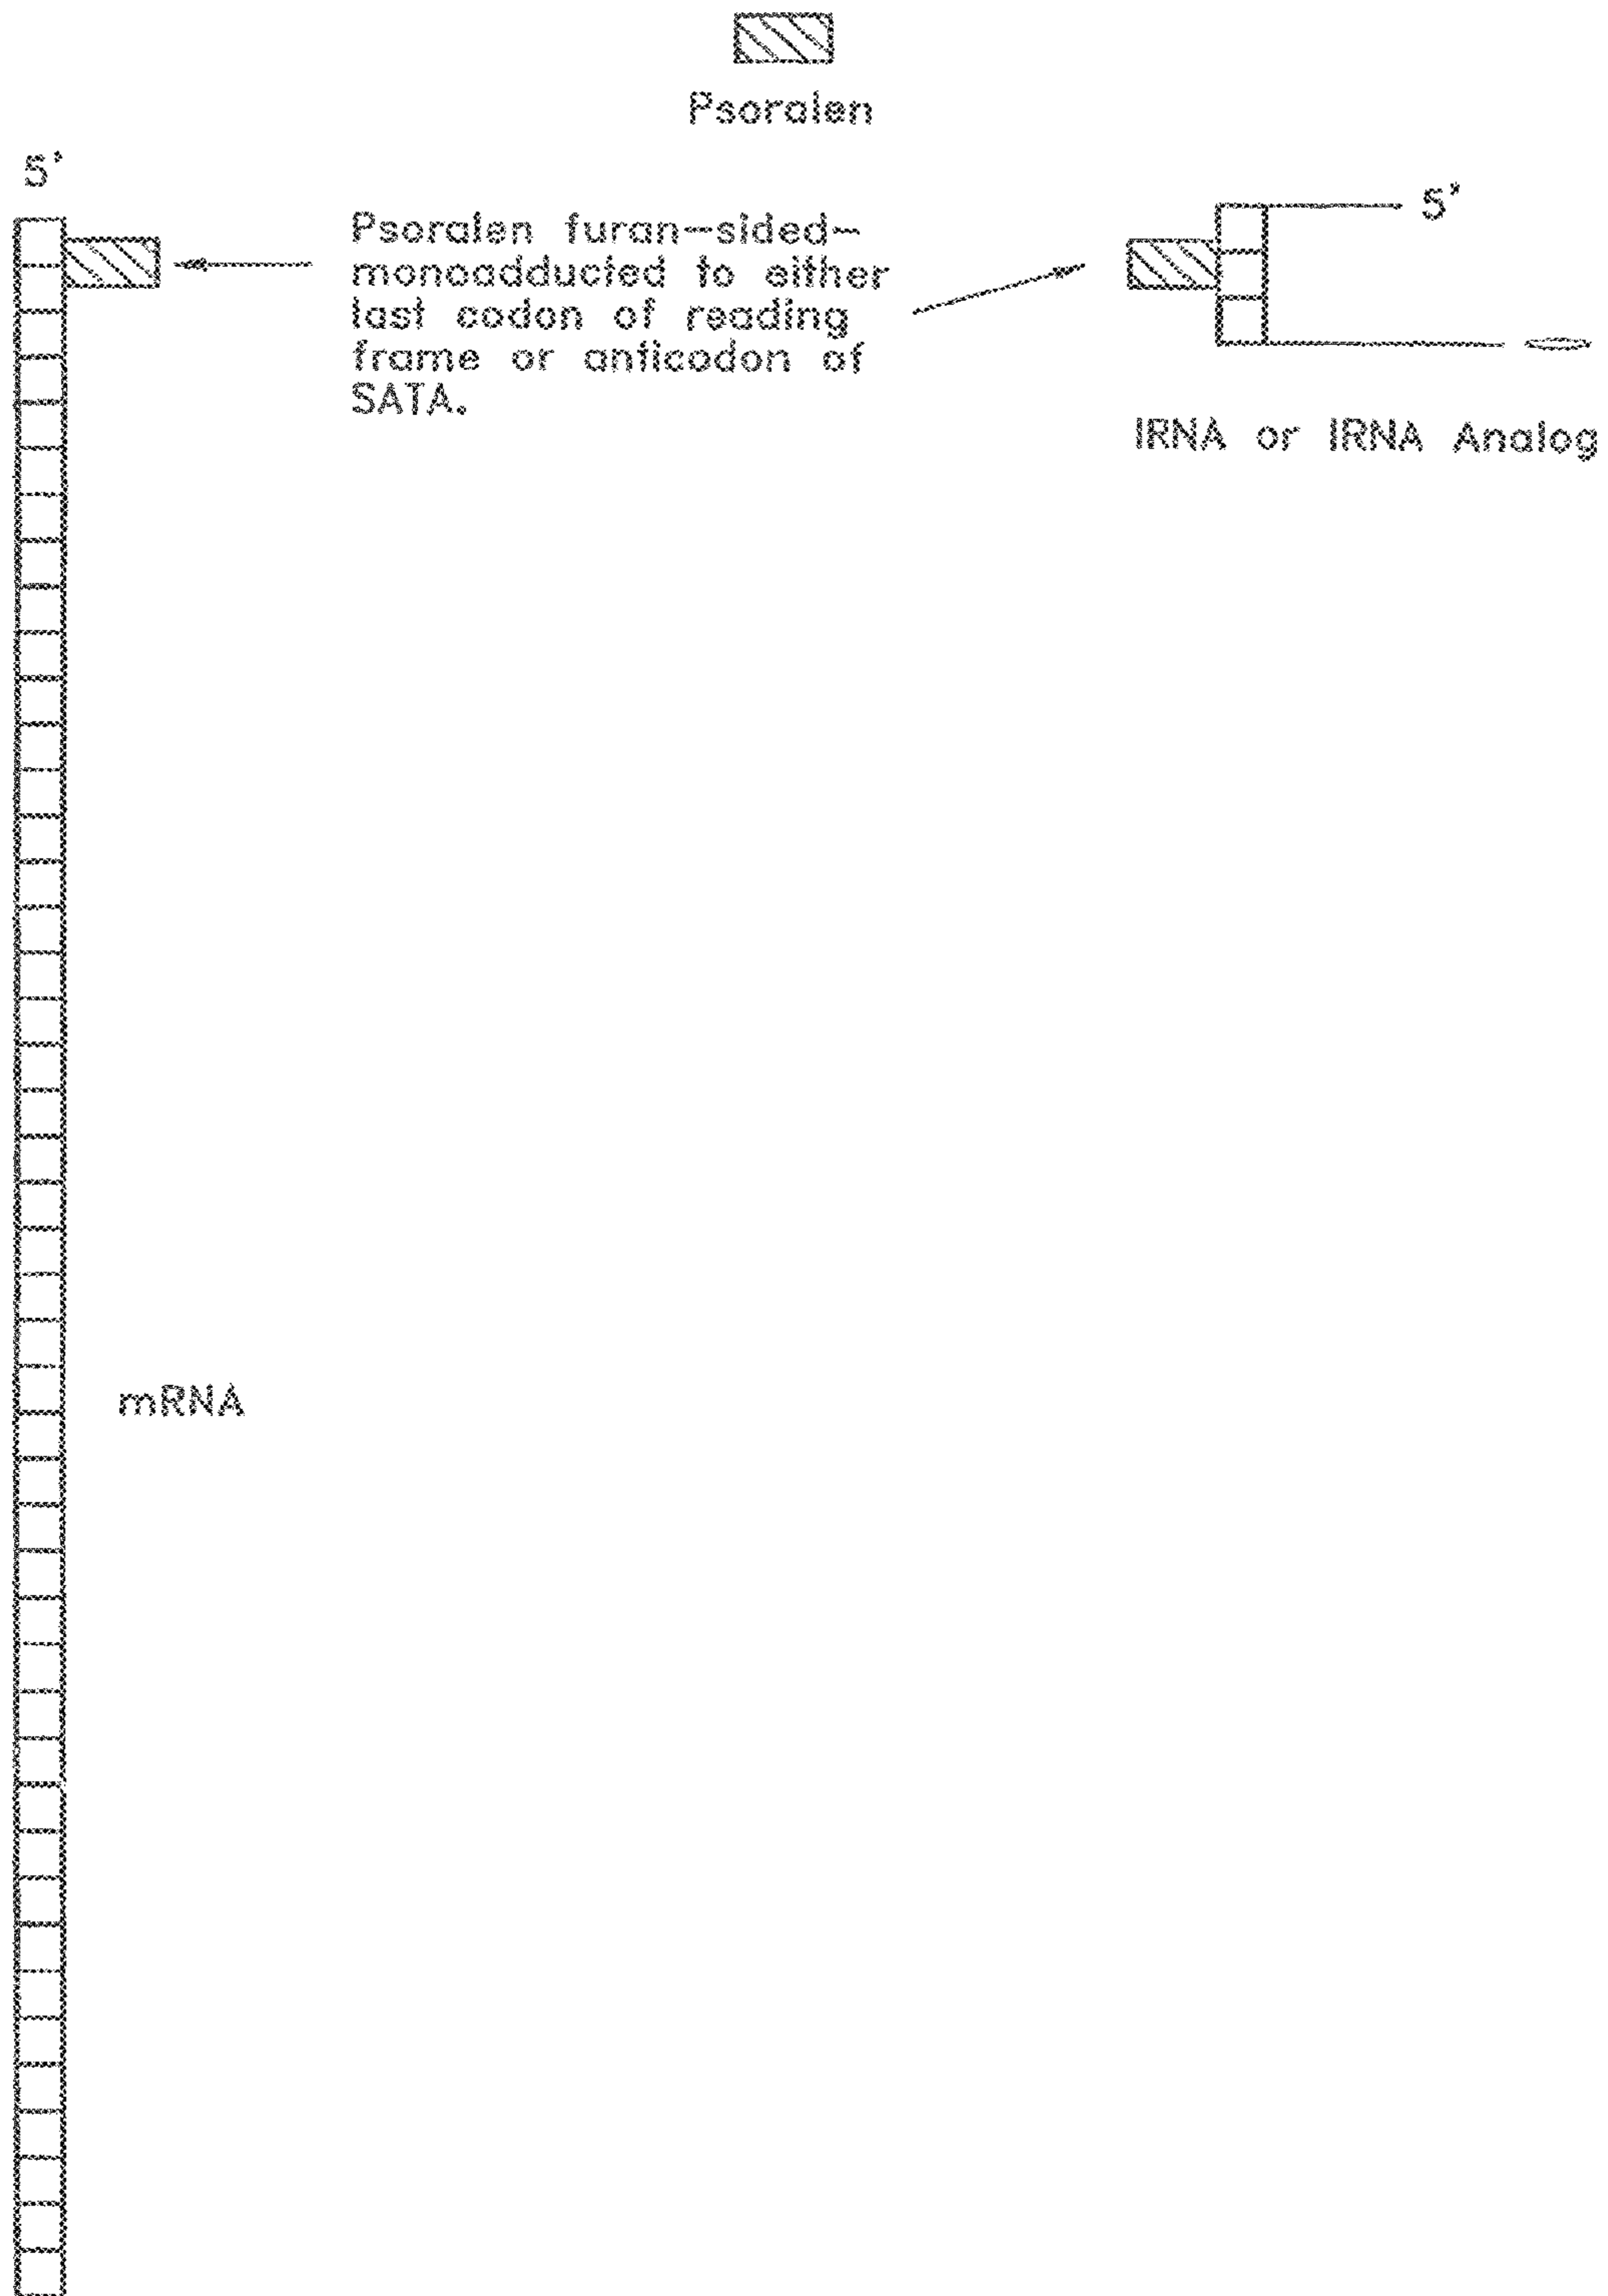 Psoralen
5'
Psoralen furan-sided-
monoadducted to either
last codon of reading
frame or anticodon of
SATA.
5'
tRNA or tRNA Analog
mRNA